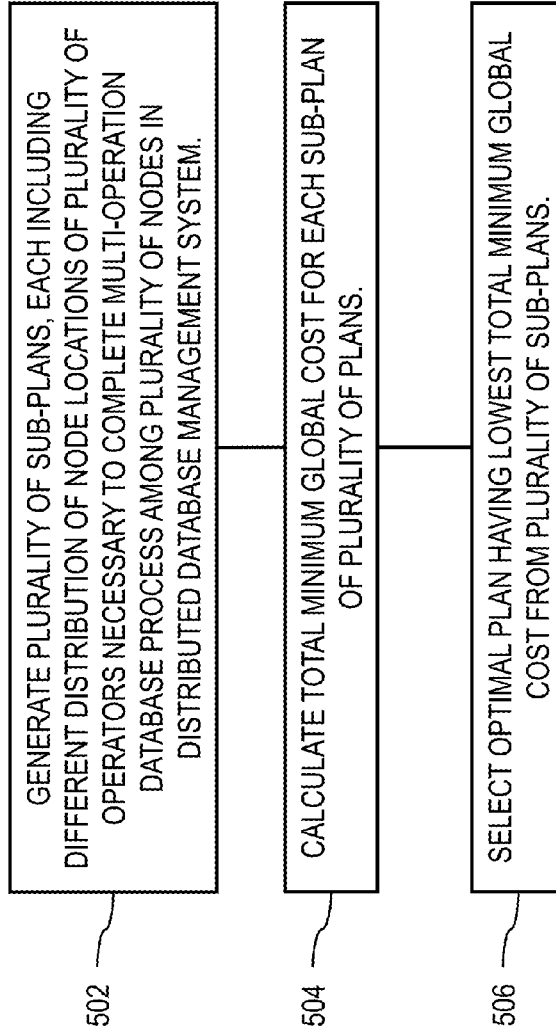 GENERATE PLURALITY OF SUB-PLANS, EACH INCLUDING
DIFFERENT DISTRIBUTION OF NODE LOCATIONS OF PLURALITY OF
OPERATORS NECESSARY TO COMPLETE MULTI-OPERATION
DATABASE PROCESS AMONG PLURALITY OF NODES IN
DISTRIBUTED DATABASE MANAGEMENT SYSTEM.
502
CALCULATE TOTAL MINIMUM GLOBAL COST FOR EACH SUB-PLAN
OF PLURALITY OF PLANS.
504
SELECT OPTIMAL PLAN HAVING LOWEST TOTAL MINIMUM GLOBAL
COST FROM PLURALITY OF SUB-PLANS.
506